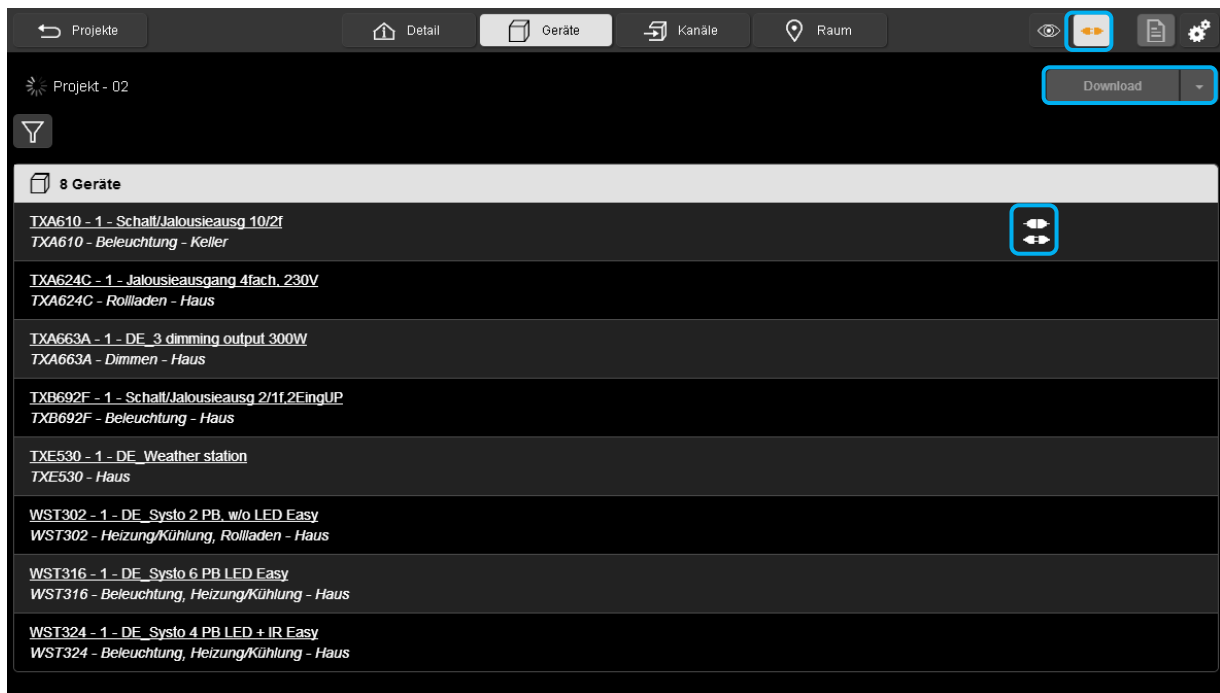 Projekte
Detail
Geräte
Kanäle
Raum
Projekt - 02
Download
8 Geräte
TXA610 - 1 - Schalt/Jalousieausg 10/2f
TXA610 - Beleuchtung - Keller
TXA624C - 1 - Jalousieausgang 4fach, 230V
TXA624C - Rollladen - Haus
TXA663A - 1 - DE_3 dimming output 300W
TXA663A - Dimmen - Haus
TXB692F - 1 - Schalt/Jalousieausg 2/1f,2EingUP
TXB692F - Beleuchtung - Haus
TXE530 - 1 - DE_Weather station
TXE530 - Haus
WST302 - 1 - DE_Systo 2 PB, w/o LED Easy
WST302 - Heizung/Kühlung, Rollladen - Haus
WST316 - 1 - DE_Systo 6 PB LED Easy
WST316 - Beleuchtung, Heizung/Kühlung - Haus
WST324 - 1 - DE_Systo 4 PB LED + IR Easy
WST324 - Beleuchtung, Heizung/Kühlung - Haus